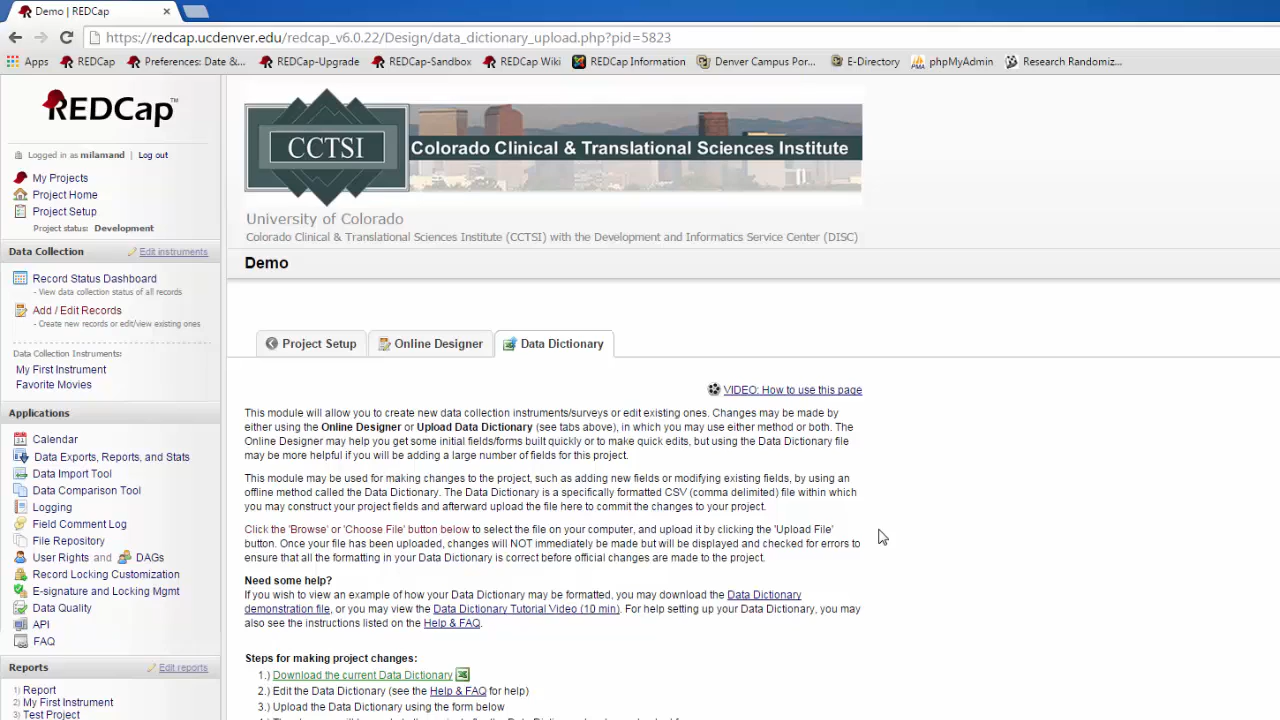 Demo | REDCap
https://redcap.ucdenver.edu/redcap_v6.0.22/Design/data_dictionary_upload.php?pid=5823
Apps REDCap Preferences: Date &... REDCap-Upgrade REDCap-Sandbox REDCap Wiki REDCap Information Denver Campus Por... E-Directory phpMyAdmin Research Randomiz...
REDCap
Logged in as milamand | Log out
My Projects
Project Home
Project Setup
Project status: Development
Data Collection Edit instruments
Record Status Dashboard
- View data collection status of all records
Add / Edit Records
- Create new records or edit/view existing ones
Data Collection Instruments:
My First Instrument
Favorite Movies
Applications
Calendar
Data Exports, Reports, and Stats
Data Import Tool
Data Comparison Tool
Logging
Field Comment Log
File Repository
User Rights and DAGs
Record Locking Customization
E-signature and Locking Mgmt
Data Quality
API
FAQ
Reports Edit reports
1) Report
2) My First Instrument
3) Test Project
CCTSI
Colorado Clinical & Translational Sciences Institute
University of Colorado
Colorado Clinical & Translational Sciences Institute (CCTSI) with the Development and Informatics Service Center (DISC)
Demo
Project Setup Online Designer Data Dictionary
VIDEO: How to use this page
This module will allow you to create new data collection instruments/surveys or edit existing ones. Changes may be made by
either using the Online Designer or Upload Data Dictionary (see tabs above), in which you may use either method or both. The
Online Designer may help you get some initial fields/forms built quickly or to make quick edits, but using the Data Dictionary file
may be more helpful if you will be adding a large number of fields for this project.
This module may be used for making changes to the project, such as adding new fields or modifying existing fields, by using an
offline method called the Data Dictionary. The Data Dictionary is a specifically formatted CSV (comma delimited) file within which
you may construct your project fields and afterward upload the file here to commit the changes to your project.
Click the 'Browse' or 'Choose File' button below to select the file on your computer, and upload it by clicking the 'Upload File'
button. Once your file has been uploaded, changes will NOT immediately be made but will be displayed and checked for errors to
ensure that all the formatting in your Data Dictionary is correct before official changes are made to the project.
Need some help?
If you wish to view an example of how your Data Dictionary may be formatted, you may download the Data Dictionary
demonstration file, or you may view the Data Dictionary Tutorial Video (10 min). For help setting up your Data Dictionary, you may
also see the instructions listed on the Help & FAQ.
Steps for making project changes:
1.) Download the current Data Dictionary
2.) Edit the Data Dictionary (see the Help & FAQ for help)
3.) Upload the Data Dictionary using the form below